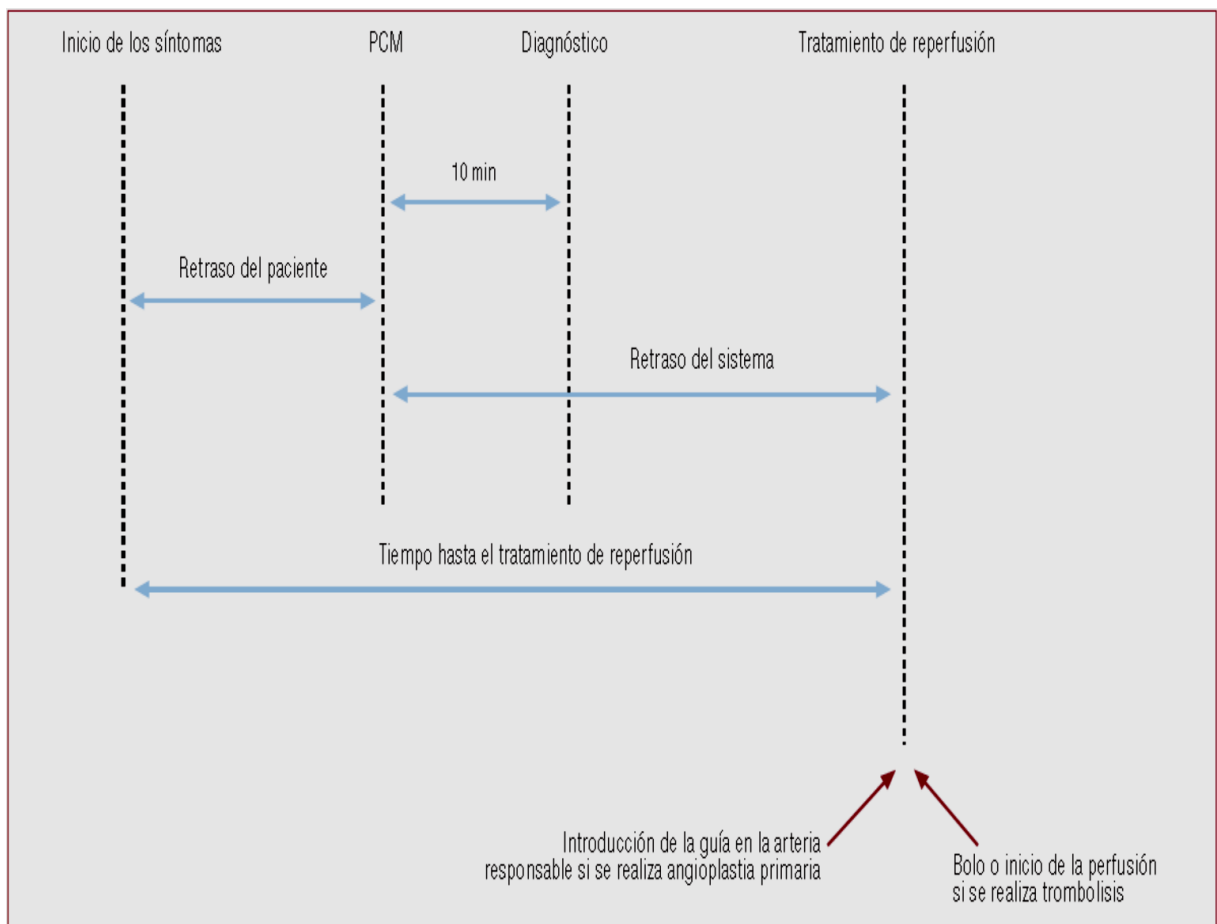 Inicio de los síntomas
PCM
Diagnóstico
Tratamiento de reperfusión
10 min
Retraso del paciente
Retraso del sistema
Tiempo hasta el tratamiento de reperfusión
Introducción de la guía en la arteria
responsable si se realiza angioplastia primaria
Bolo o inicio de la perfusión
si se realiza trombolisis